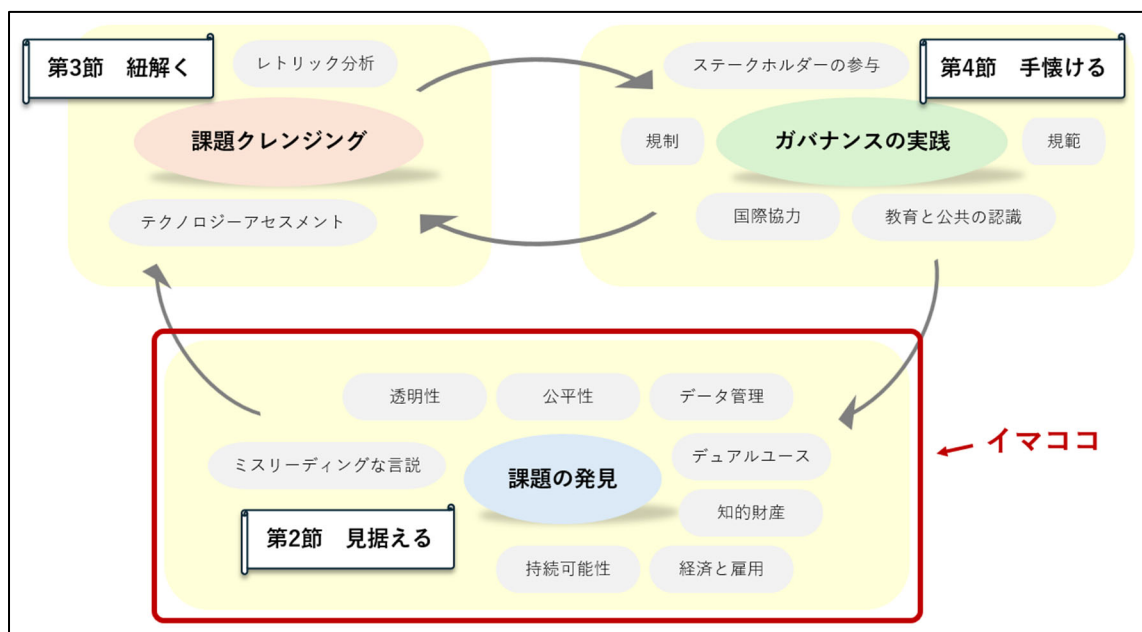 第3節 紐解く
レトリック分析
課題クレンジング
テクノロジーアセスメント
ステークホルダーの参与
第4節 手懐ける
規制
ガバナンスの実践
規範
国際協力
教育と公共の認識
透明性
公平性
データ管理
ミスリーディングな言説
課題の発見
デュアルユース
知的財産
第2節 見据える
持続可能性
経済と雇用
イマココ